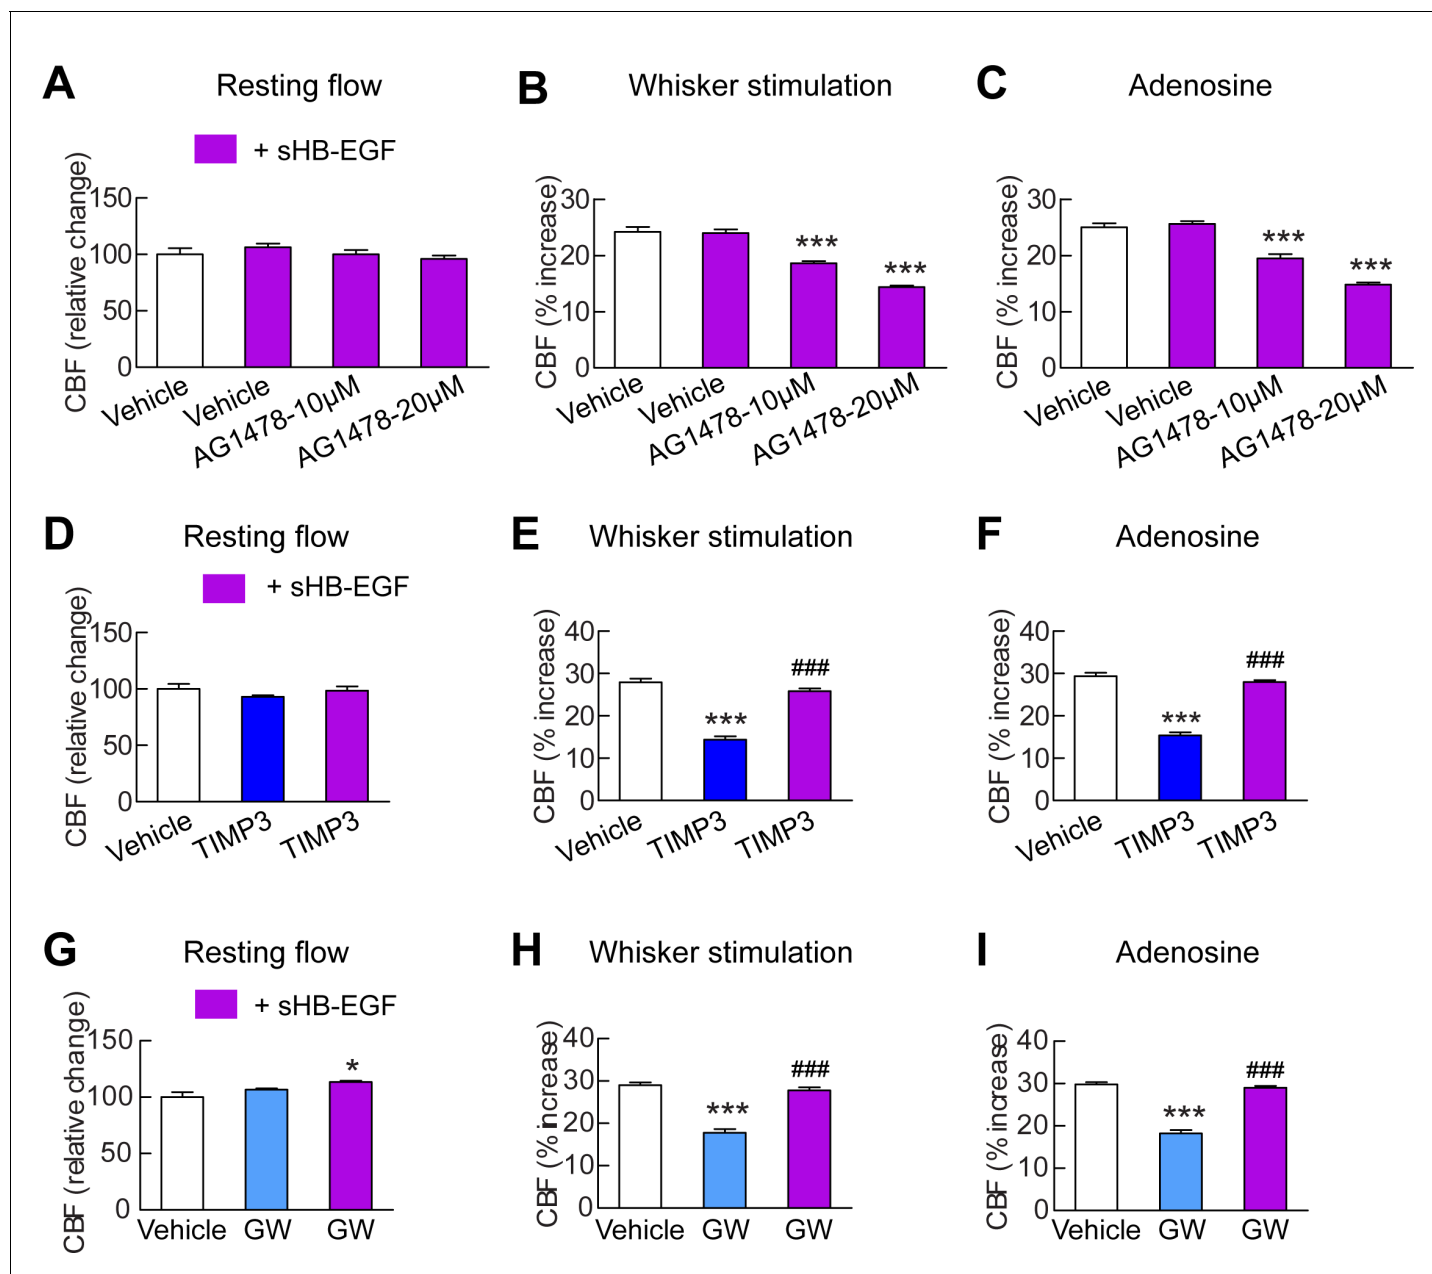 A Resting flow
+ sHB-EGF
CBF (relative change)
150
100
50
0
Vehicle
Vehicle
AG1478-10µM
AG1478-20µM
B Whisker stimulation
CBF (% increase)
30
20
10
0
***
***
Vehicle
Vehicle
AG1478-10µM
AG1478-20µM
C Adenosine
CBF (% increase)
30
20
10
0
***
***
Vehicle
Vehicle
AG1478-10µM
AG1478-20µM
D Resting flow
+ sHB-EGF
CBF (relative change)
150
100
50
0
Vehicle
TIMP3
TIMP3
E Whisker stimulation
CBF (% increase)
40
30
20
10
0
***
###
Vehicle
TIMP3
TIMP3
F Adenosine
CBF (% increase)
40
30
20
10
0
***
###
Vehicle
TIMP3
TIMP3
G Resting flow
+ sHB-EGF
CBF (relative change)
150
100
50
0
*
Vehicle GW GW
H Whisker stimulation
CBF (% increase)
40
30
20
10
0
***
###
Vehicle GW GW
I Adenosine
CBF (% increase)
40
30
20
10
0
***
###
Vehicle GW GW